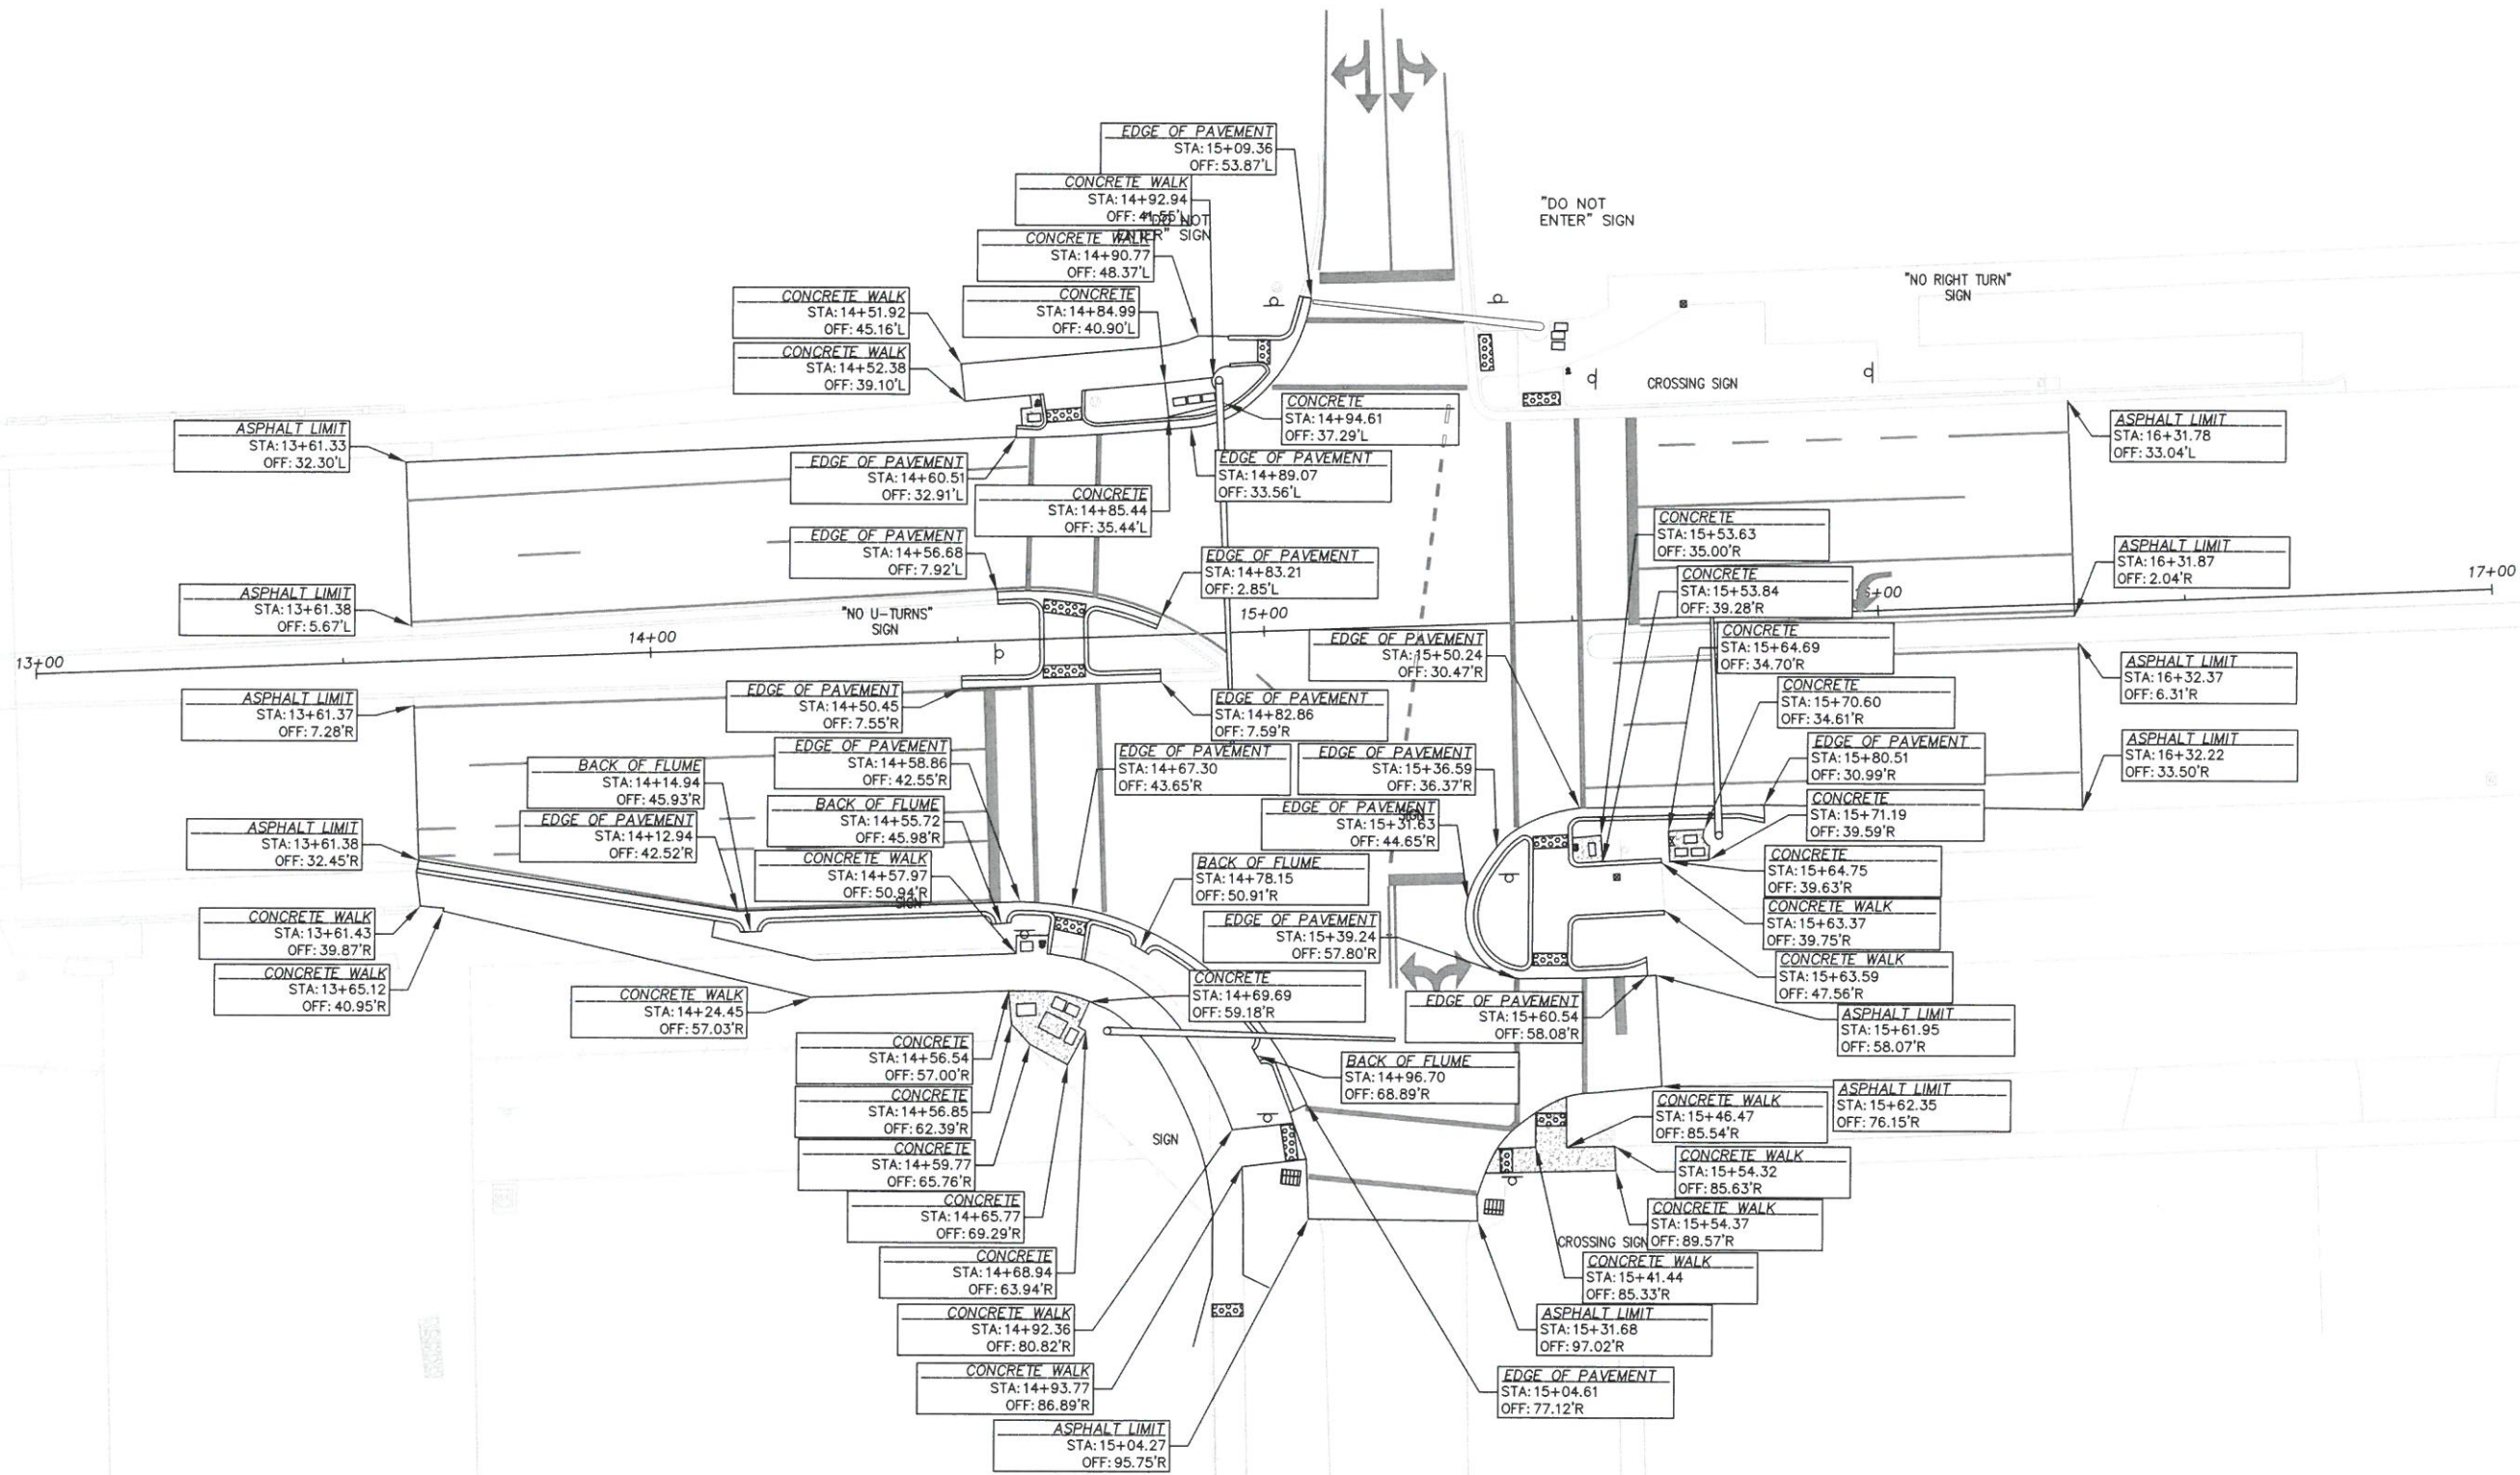 EDGE OF PAVEMENT
STA:15+09.36
OFF:53.87'L
CONCRETE WALK
STA:14+92.94
OFF:41.55'L
"DO NOT
ENTER" SIGN
"DO NOT
ENTER" SIGN
CONCRETE WALK
STA:14+90.77
OFF:48.37'L
"NO RIGHT TURN"
SIGN
CONCRETE WALK
STA:14+51.92
OFF:45.16'L
CONCRETE
STA:14+84.99
OFF:40.90'L
CONCRETE WALK
STA:14+52.38
OFF:39.10'L
CROSSING SIGN
CONCRETE
STA:14+94.61
OFF:37.29'L
ASPHALT LIMIT
STA:13+61.33
OFF:32.30'L
ASPHALT LIMIT
STA:16+31.78
OFF:33.04'L
EDGE OF PAVEMENT
STA:14+60.51
OFF:32.91'L
EDGE OF PAVEMENT
STA:14+89.07
OFF:33.56'L
CONCRETE
STA:14+85.44
OFF:35.44'L
CONCRETE
STA:15+53.63
OFF:35.00'R
EDGE OF PAVEMENT
STA:14+56.68
OFF:7.92'L
EDGE OF PAVEMENT
STA:14+83.21
OFF:2.85'L
ASPHALT LIMIT
STA:16+31.87
OFF:2.04'R
CONCRETE
STA:15+53.84
OFF:39.28'R
17+00
16+00
ASPHALT LIMIT
STA:13+61.38
OFF:5.67'L
"NO U-TURNS"
SIGN
15+00
14+00
13+00
EDGE OF PAVEMENT
STA:15+50.24
OFF:30.47'R
CONCRETE
STA:15+64.69
OFF:34.70'R
ASPHALT LIMIT
STA:16+32.37
OFF:6.31'R
ASPHALT LIMIT
STA:13+61.37
OFF:7.28'R
EDGE OF PAVEMENT
STA:14+50.45
OFF:7.55'R
EDGE OF PAVEMENT
STA:14+82.86
OFF:7.59'R
CONCRETE
STA:15+70.60
OFF:34.61'R
EDGE OF PAVEMENT
STA:14+58.86
OFF:42.55'R
EDGE OF PAVEMENT
STA:14+67.30
OFF:43.65'R
EDGE OF PAVEMENT
STA:15+36.59
OFF:36.37'R
EDGE OF PAVEMENT
STA:15+80.51
OFF:30.99'R
ASPHALT LIMIT
STA:16+32.22
OFF:33.50'R
BACK OF FLUME
STA:14+14.94
OFF:45.93'R
BACK OF FLUME
STA:14+55.72
OFF:45.98'R
EDGE OF PAVEMENT
STA:15+31.63
OFF:44.65'R
SIGN
CONCRETE
STA:15+71.19
OFF:39.59'R
EDGE OF PAVEMENT
STA:14+12.94
OFF:42.52'R
ASPHALT LIMIT
STA:13+61.38
OFF:32.45'R
CONCRETE WALK
STA:14+57.97
OFF:50.94'R
SIGN
BACK OF FLUME
STA:14+78.15
OFF:50.91'R
CONCRETE
STA:15+64.75
OFF:39.63'R
CONCRETE WALK
STA:13+61.43
OFF:39.87'R
EDGE OF PAVEMENT
STA:15+39.24
OFF:57.80'R
CONCRETE WALK
STA:15+63.37
OFF:39.75'R
CONCRETE WALK
STA:13+65.12
OFF:40.95'R
CONCRETE WALK
STA:15+63.59
OFF:47.56'R
CONCRETE
STA:14+69.69
OFF:59.18'R
CONCRETE WALK
STA:14+24.45
OFF:57.03'R
EDGE OF PAVEMENT
STA:15+60.54
OFF:58.08'R
ASPHALT LIMIT
STA:15+61.95
OFF:58.07'R
CONCRETE
STA:14+56.54
OFF:57.00'R
BACK OF FLUME
STA:14+96.70
OFF:68.89'R
CONCRETE
STA:14+56.85
OFF:62.39'R
ASPHALT LIMIT
STA:15+62.35
OFF:76.15'R
CONCRETE WALK
STA:15+46.47
OFF:85.54'R
SIGN
CONCRETE
STA:14+59.77
OFF:65.76'R
CONCRETE WALK
STA:15+54.32
OFF:85.63'R
CONCRETE
STA:14+65.77
OFF:69.29'R
CONCRETE WALK
STA:15+54.37
OFF:89.57'R
CROSSING SIGN
CONCRETE
STA:14+68.94
OFF:63.94'R
CONCRETE WALK
STA:15+41.44
OFF:85.33'R
CONCRETE WALK
STA:14+92.36
OFF:80.82'R
ASPHALT LIMIT
STA:15+31.68
OFF:97.02'R
CONCRETE WALK
STA:14+93.77
OFF:86.89'R
EDGE OF PAVEMENT
STA:15+04.61
OFF:77.12'R
ASPHALT LIMIT
STA:15+04.27
OFF:95.75'R